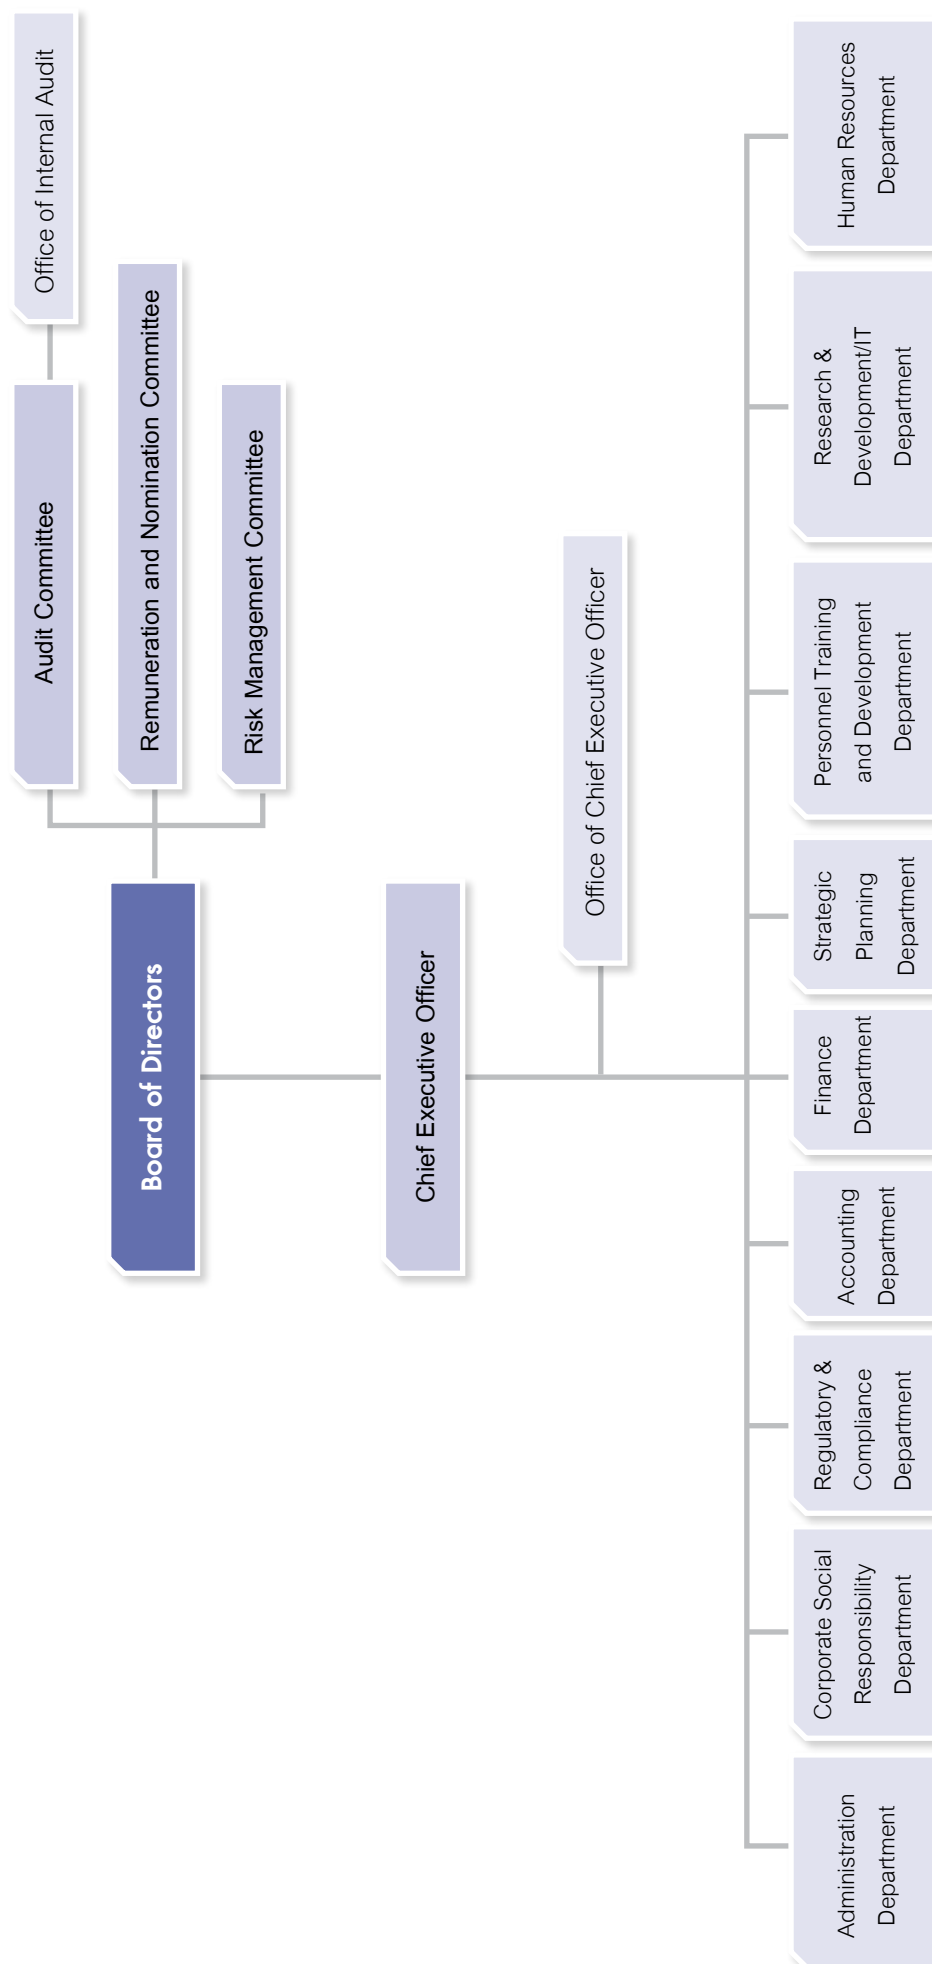 Office of Internal Audit
Audit Committee
Remuneration and Nomination Committee
Risk Management Committee
Board of Directors
Chief Executive Officer
Office of Chief Executive Officer
Administration
Department
Corporate Social
Responsibility
Department
Regulatory &
Compliance
Department
Accounting
Department
Finance
Department
Strategic
Planning
Department
Personnel Training
and Development
Department
Research &
Development/IT
Department
Human Resources
Department